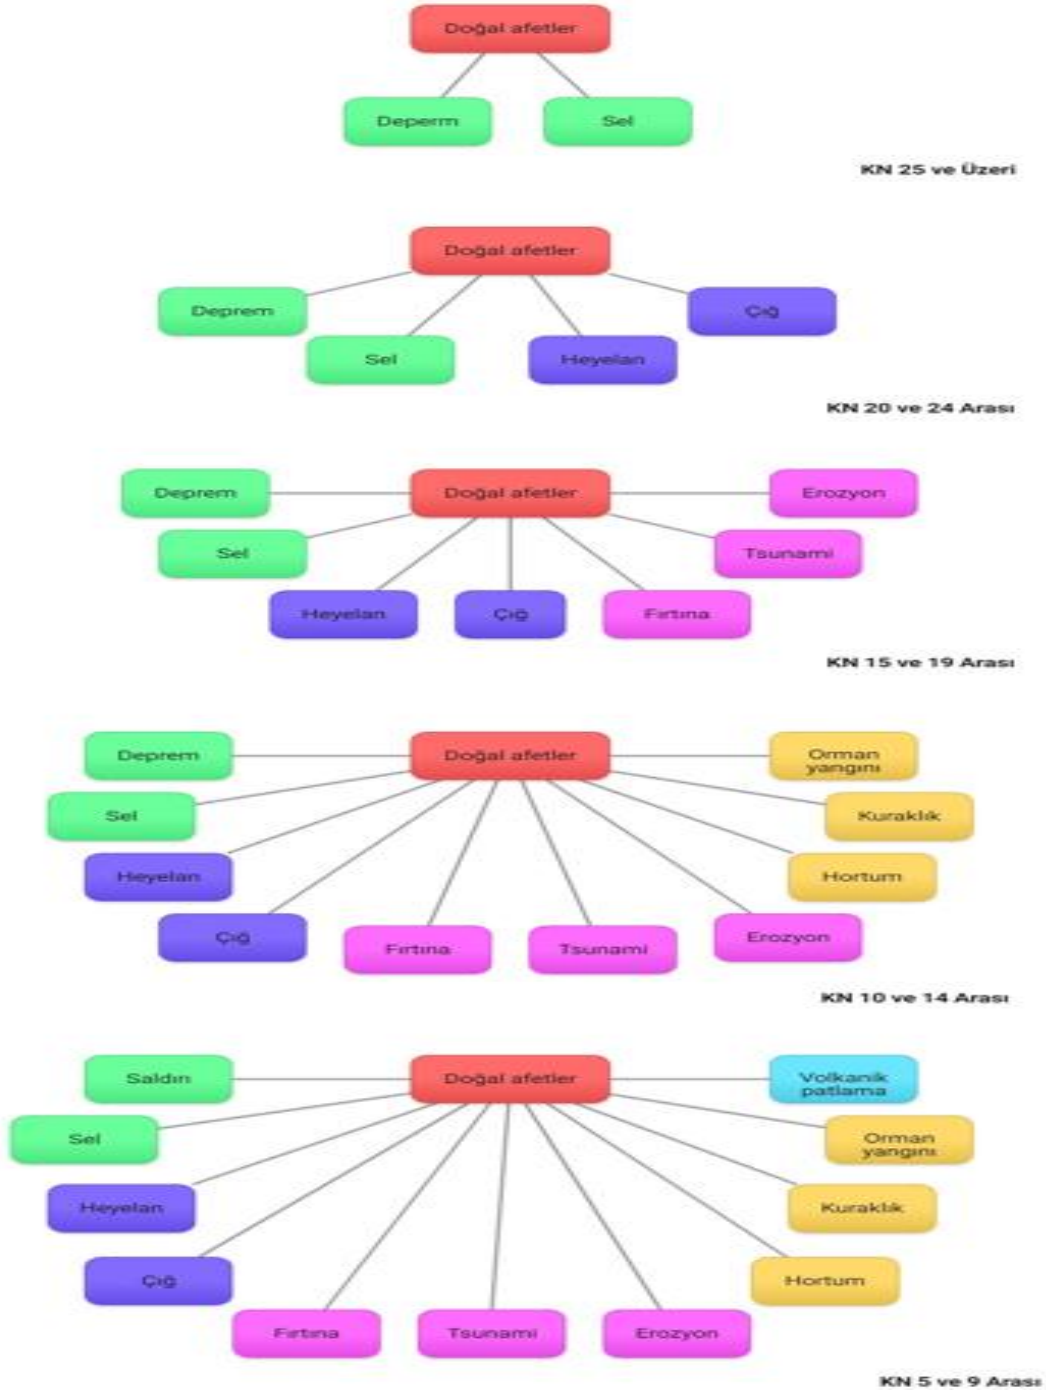 Doğal afetler
Deperm
Sel
KN 25 ve Üzeri
Doğal afetler
Deprem
Çığ
Sel
Heyelan
KN 20 ve 24 Arası
Deprem
Doğal afetler
Erozyon
Sel
Tsunami
Heyelan
Çığ
Fırtına
KN 15 ve 19 Arası
Deprem
Doğal afetler
Orman
yangını
Sel
Kuraklık
Heyelan
Hortum
Çığ
Fırtına
Tsunami
Erozyon
KN 10 ve 14 Arası
Saldırı
Doğal afetler
Volkanik
patlama
Sel
Orman
yangını
Heyelan
Kuraklık
Çığ
Hortum
Fırtına
Tsunami
Erozyon
KN 5 ve 9 Arası